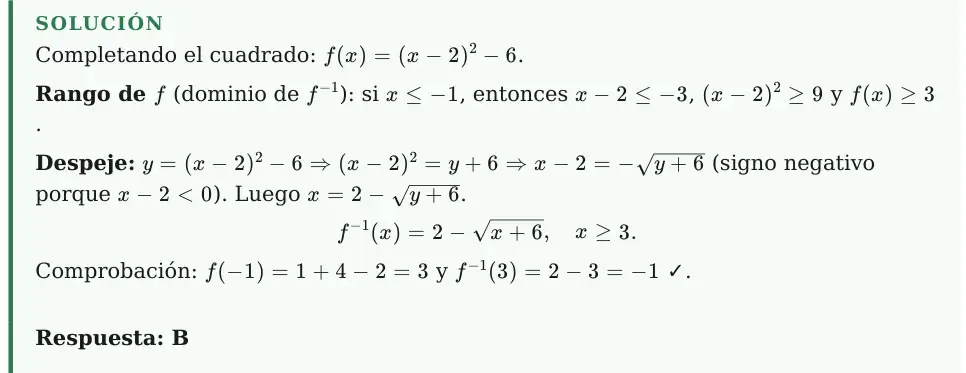 SOLUCIÓN
Completando el cuadrado: f(x) = (x − 2)² − 6.
Rango de f (dominio de f⁻¹): si x ≤ −1, entonces x − 2 ≤ −3, (x − 2)² ≥ 9 y f(x) ≥ 3
.
Despeje: y = (x − 2)² − 6 ⇒ (x − 2)² = y + 6 ⇒ x − 2 = −√(y + 6) (signo negativo
porque x − 2 < 0). Luego x = 2 − √(y + 6).
f⁻¹(x) = 2 − √(x + 6), x ≥ 3.
Comprobación: f(−1) = 1 + 4 − 2 = 3 y f⁻¹(3) = 2 − 3 = −1 ✓.
Respuesta: B